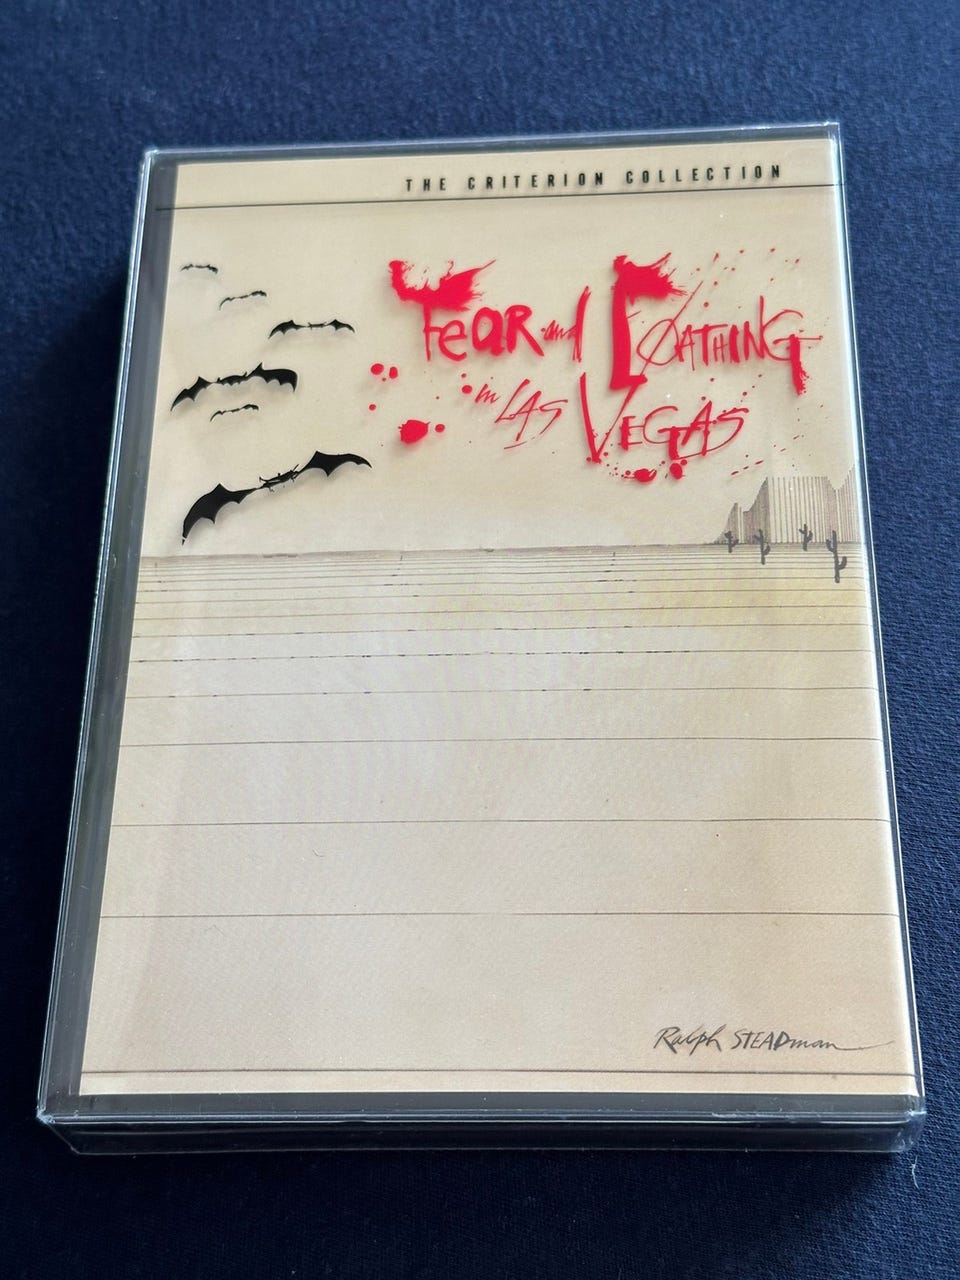 THE CRITERION COLLECTION
FEAR and LOATHING
in LAS VEGAS
Ralph STEADman